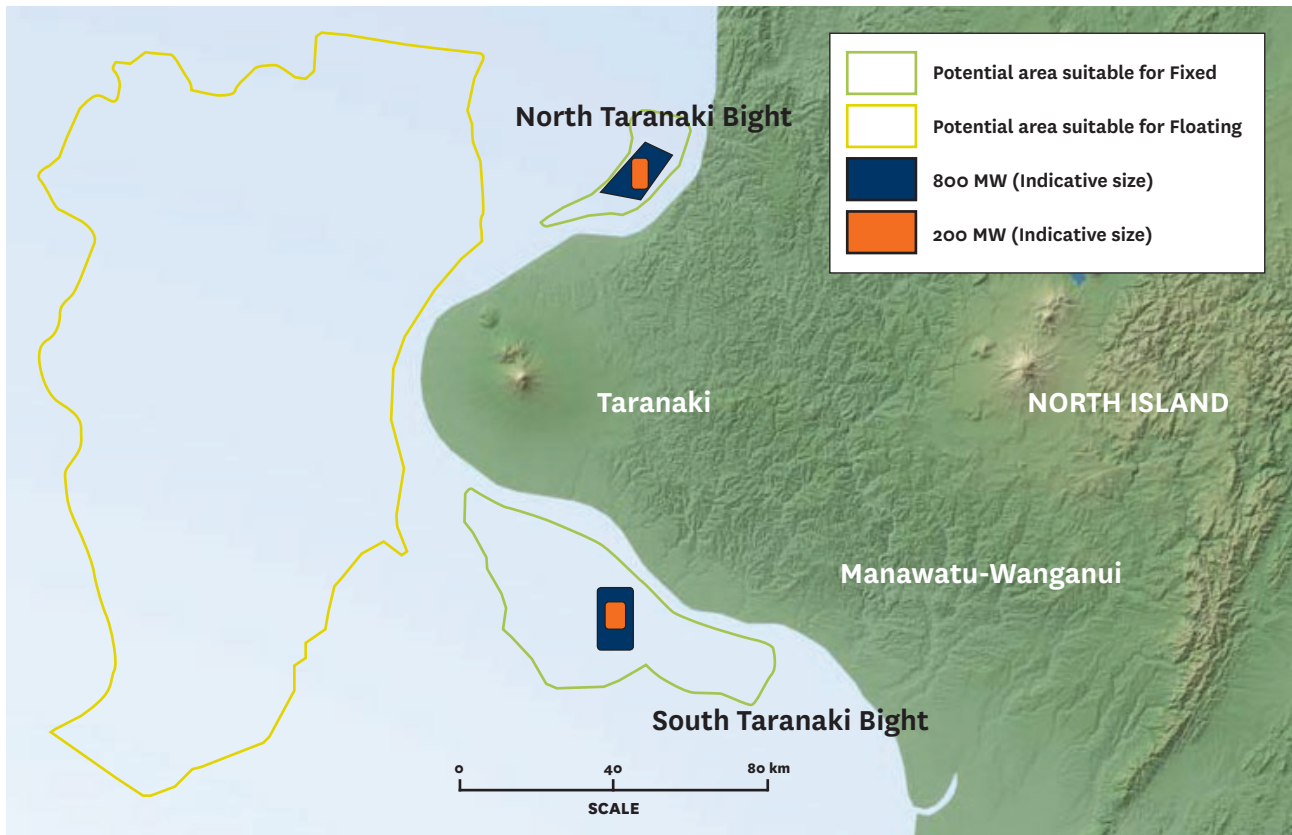 Potential area suitable for Fixed
North Taranaki Bight
Potential area suitable for Floating
800 MW (Indicative size)
200 MW (Indicative size)
Taranaki
NORTH ISLAND
Manawatu-Wanganui
South Taranaki Bight
0 40 80 km
SCALE